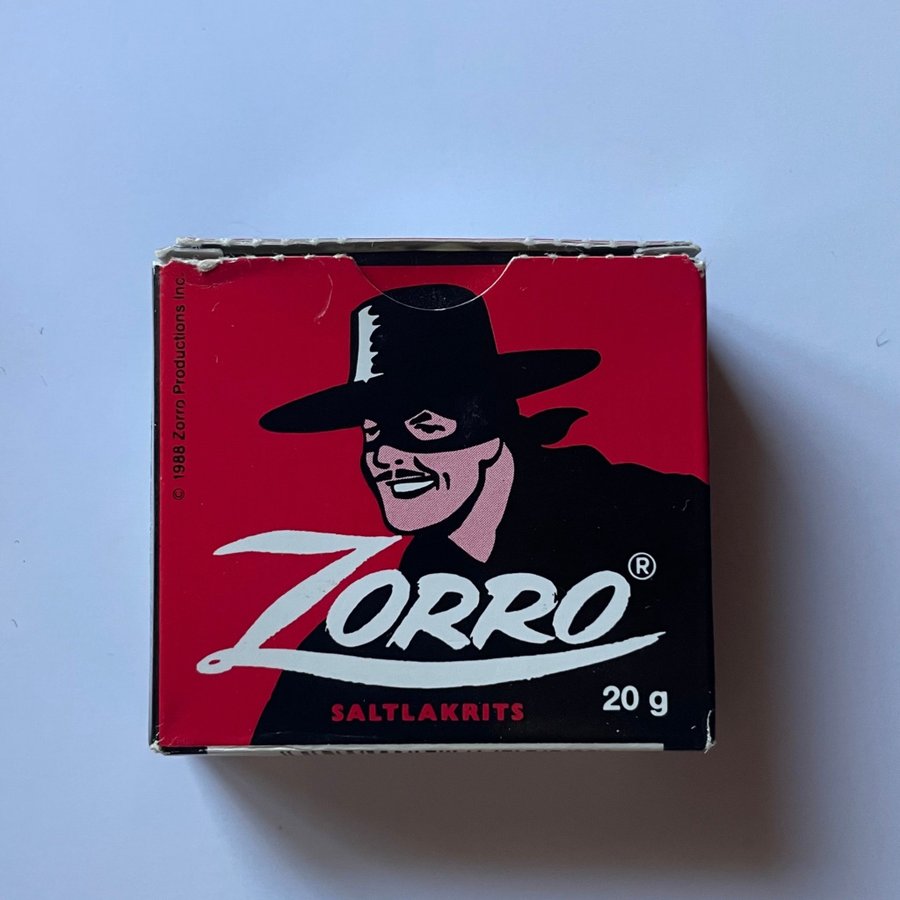 © 1988 Zorro Productions Inc.
ZORRO®
SALTLAKRITS
20 g